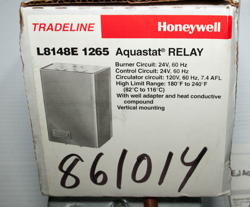 TRADELINE Honeywell
L8148E 1265 Aquastat® RELAY
Burner Circuit: 24V, 60 Hz
Control Circuit: 24V, 60 Hz
Circulator circuit: 120V, 60 Hz, 7.4 AFL
High Limit Range: 180°F to 240°F
(82°C to 116°C)
With well adapter and heat conductive
compound
Vertical mounting
861014